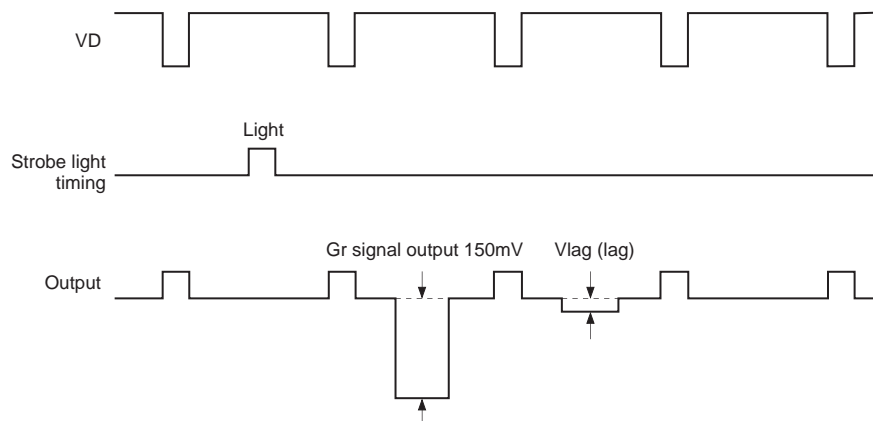 VD
Light
Strobe light
timing
Gr signal output 150mV
Vlag (lag)
Output